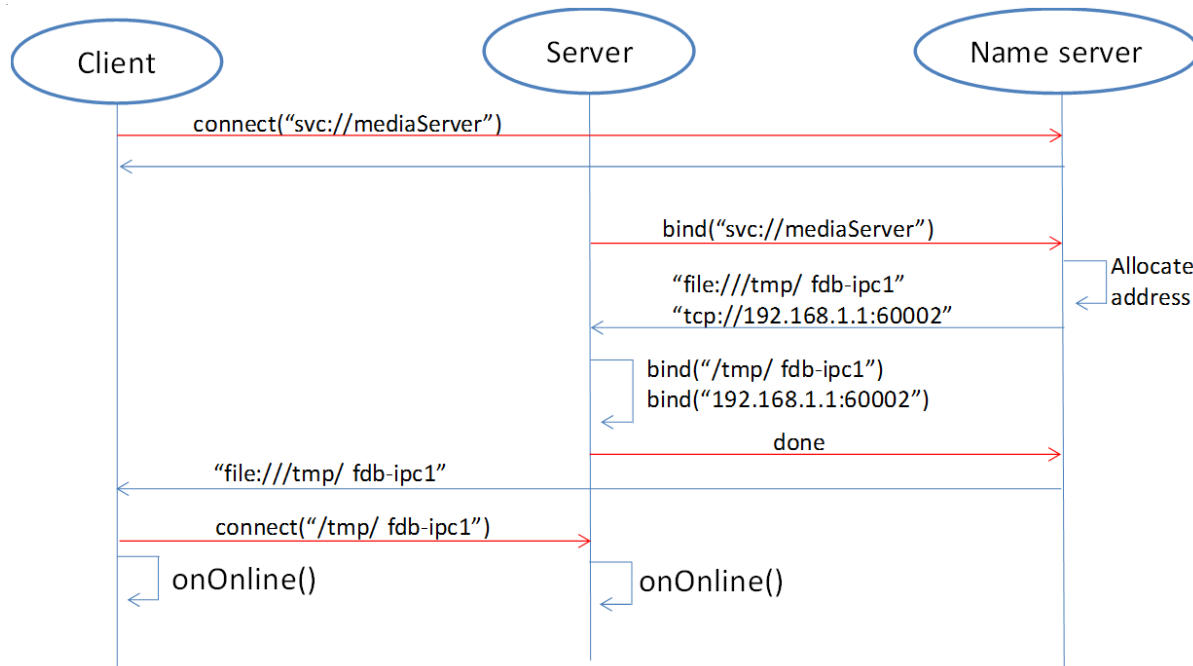 Client
Server
Name server
connect(“svc://mediaServer”)
bind(“svc://mediaServer”)
Allocate
address
“file:///tmp/ fdb-ipc1”
“tcp://192.168.1.1:60002”
bind(“/tmp/ fdb-ipc1”)
bind(“192.168.1.1:60002”)
done
“file:///tmp/ fdb-ipc1”
connect(“/tmp/ fdb-ipc1”)
onOnline()
onOnline()